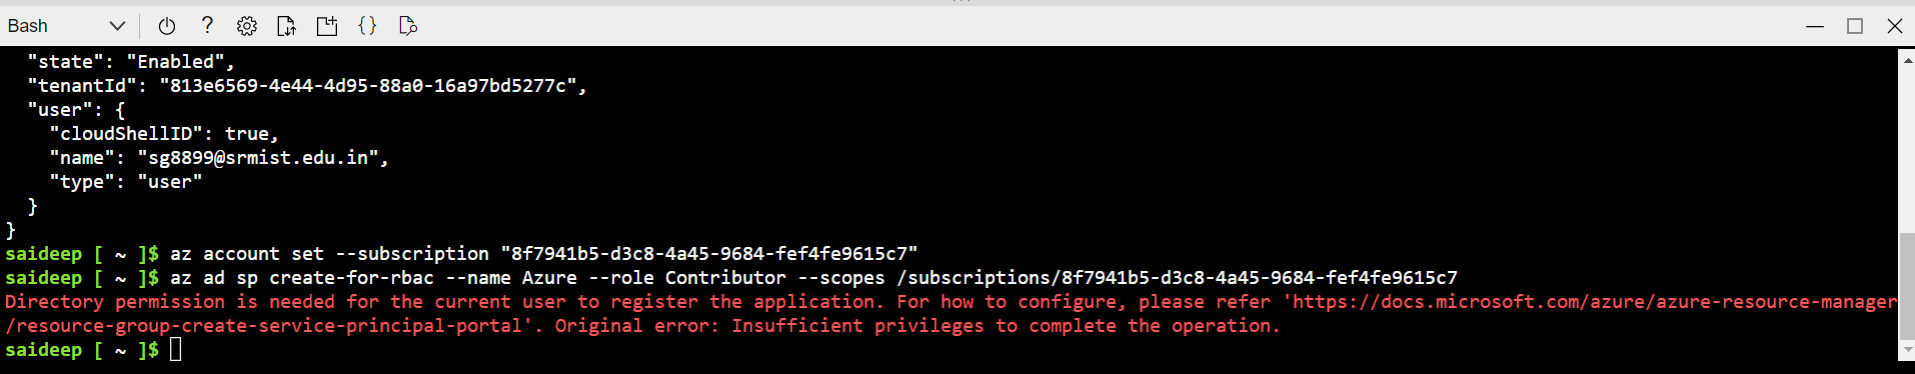 Bash
"state": "Enabled",
"tenantId": "813e6569-4e44-4d95-88a0-16a97bd5277c",
"user": {
"cloudShellID": true,
"name": "sg8899@srmist.edu.in",
"type": "user"
}
}
saideep [ ~ ]$ az account set --subscription "8f7941b5-d3c8-4a45-9684-fef4fe9615c7"
saideep [ ~ ]$ az ad sp create-for-rbac --name Azure --role Contributor --scopes /subscriptions/8f7941b5-d3c8-4a45-9684-fef4fe9615c7
Directory permission is needed for the current user to register the application. For how to configure, please refer 'https://docs.microsoft.com/azure/azure-resource-manager
/resource-group-create-service-principal-portal'. Original error: Insufficient privileges to complete the operation.
saideep [ ~ ]$